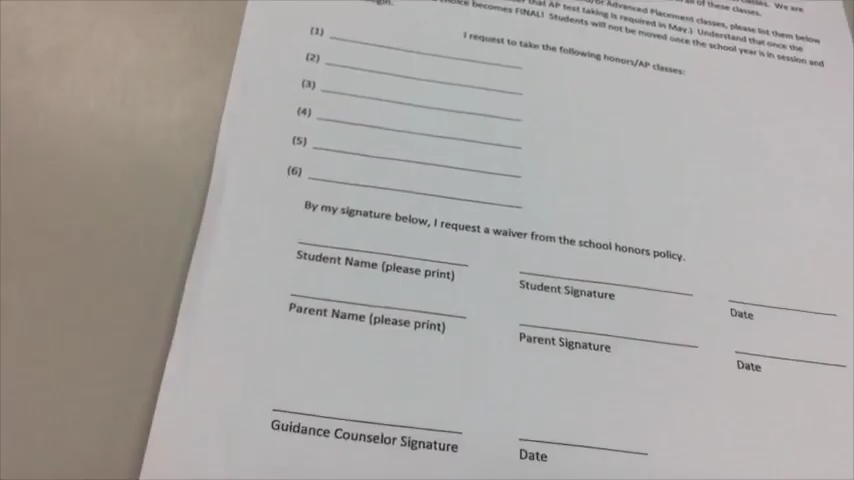 classes. We are
/or Advanced Placement classes, please list them below
all of these classes.
that AP test taking is required in May.) Understand that once the
choice becomes FINAL! Students will not be moved once the school year is in session and
I request to take the following honors/AP classes:
(1)
(2)
(3)
(4)
(5)
(6)
By my signature below, I request a waiver from the school honors policy.
Student Name (please print) Student Signature Date
Parent Name (please print) Parent Signature Date
Guidance Counselor Signature Date